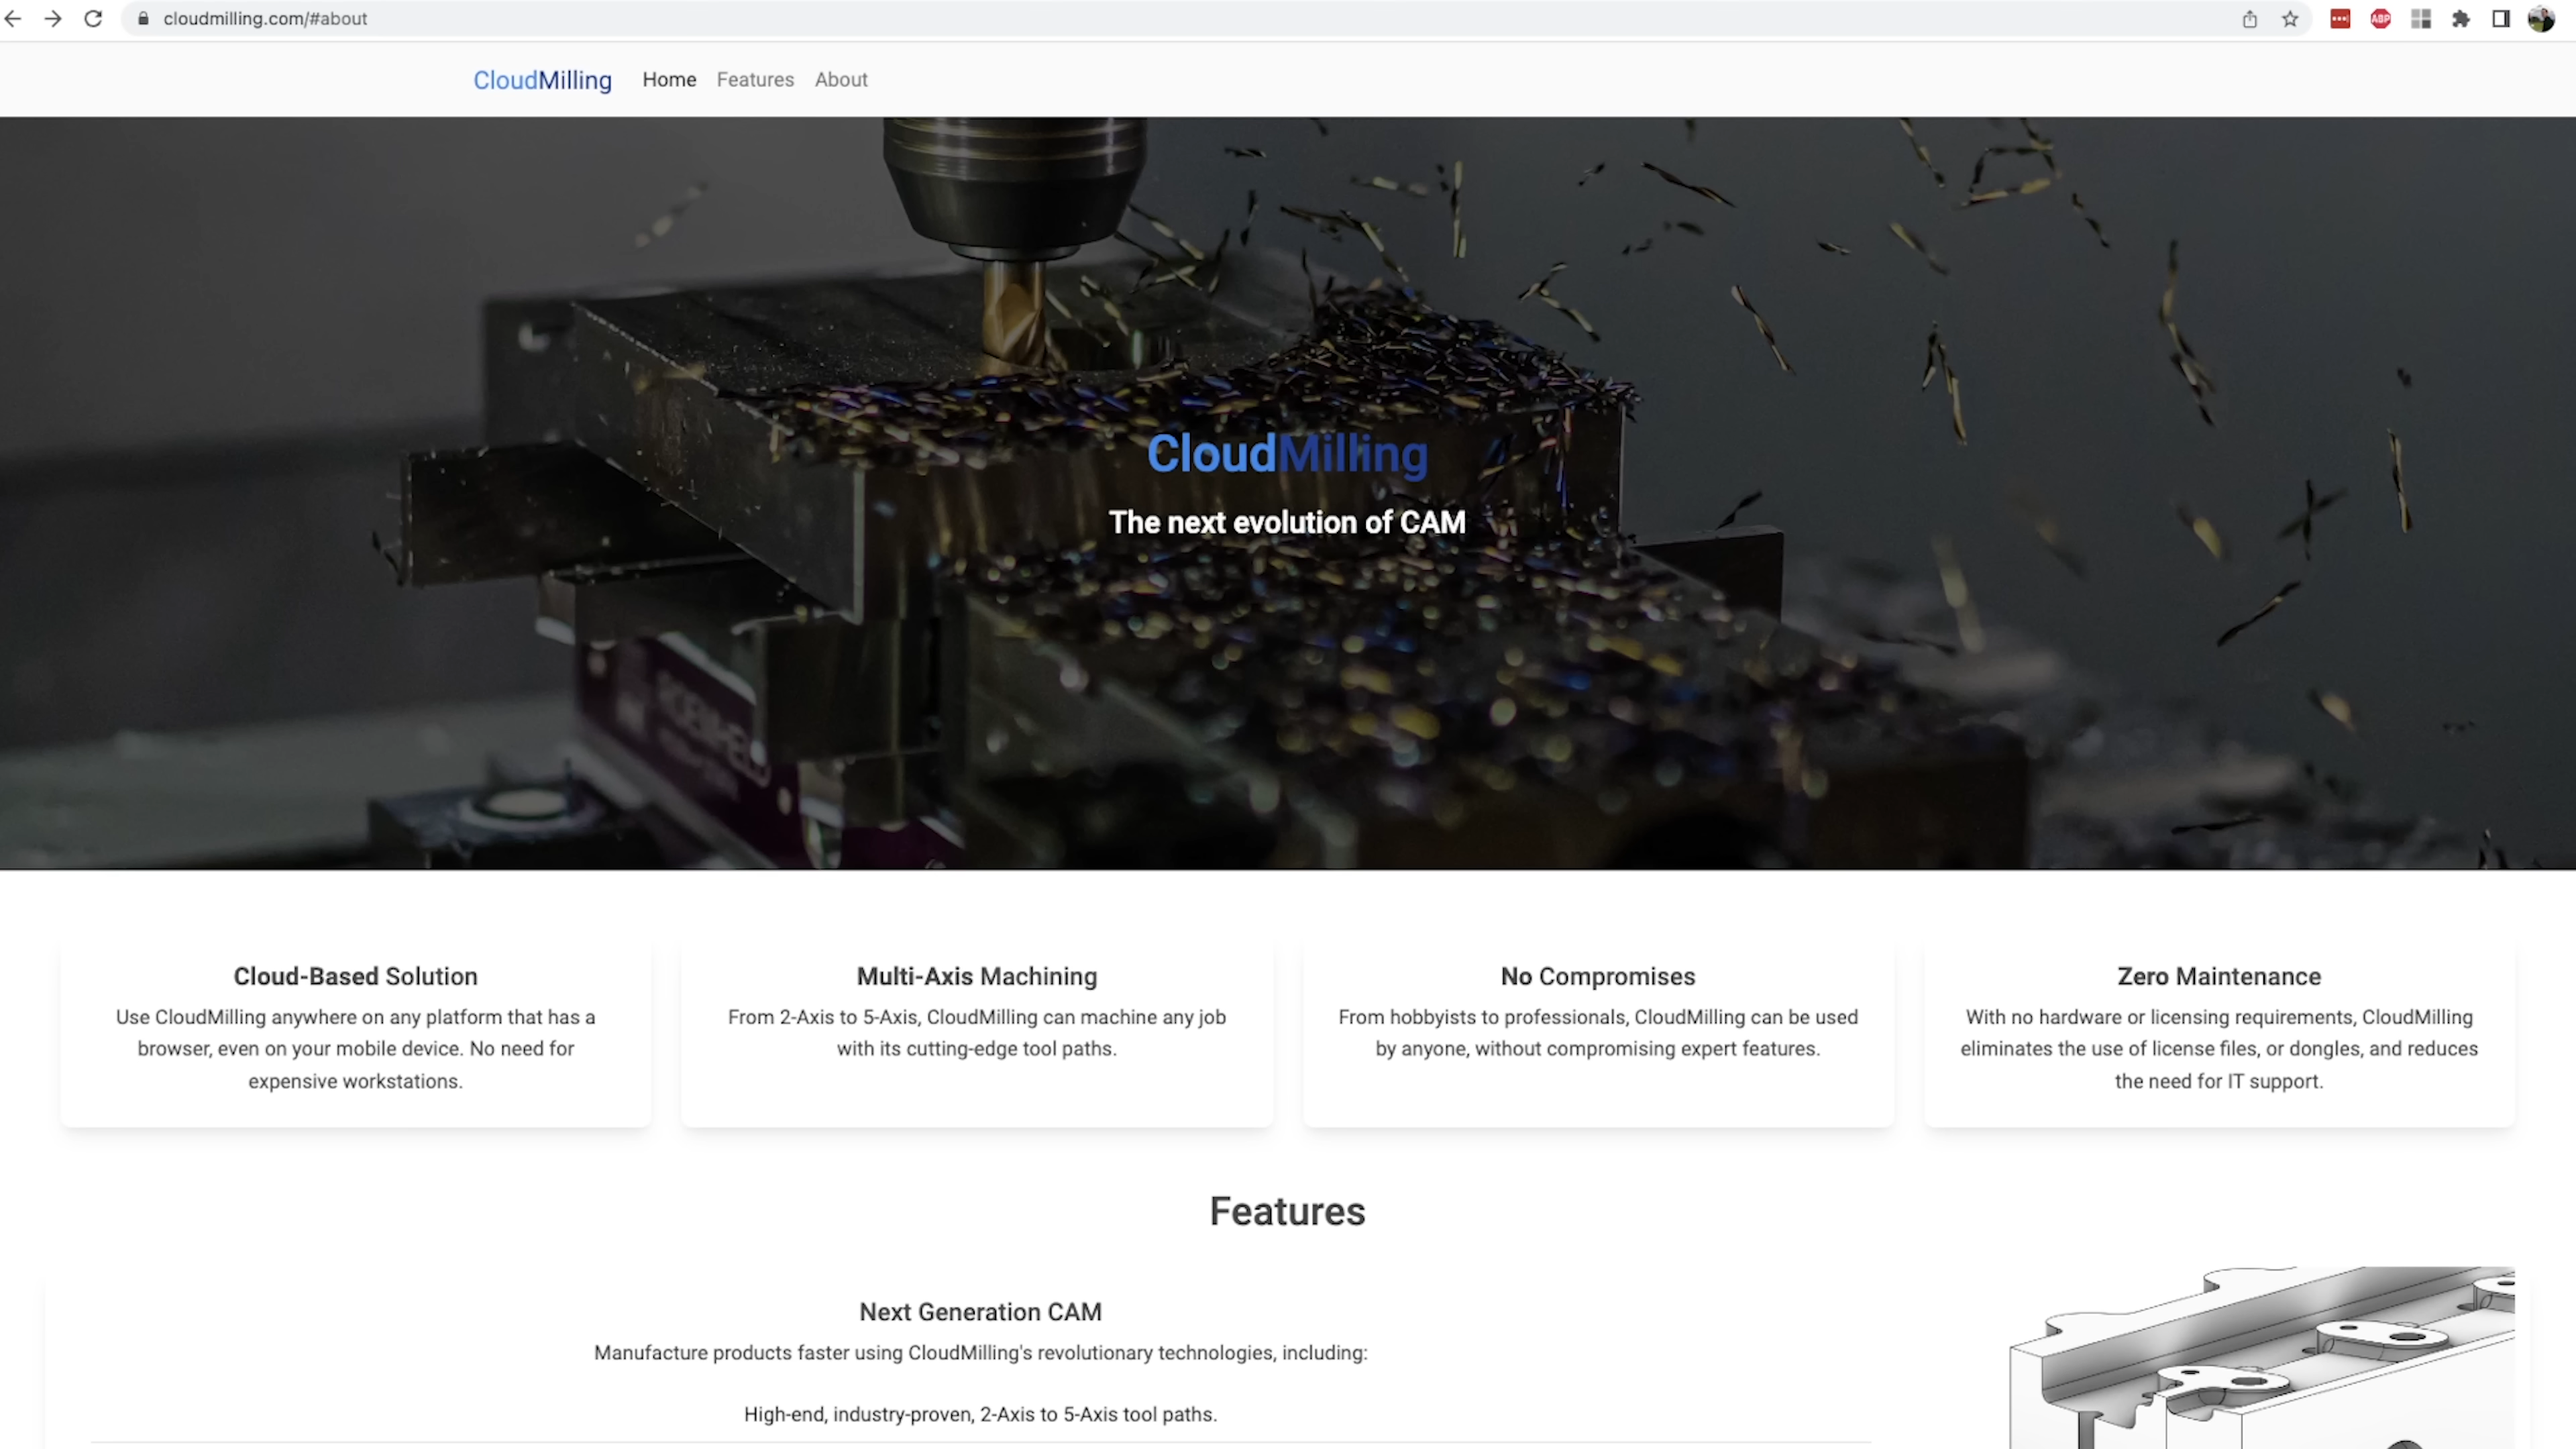 cloudmilling.com/#about
ABP
CloudMilling Home Features About
CloudMilling
The next evolution of CAM
Cloud-Based Solution
Use CloudMilling anywhere on any platform that has a
browser, even on your mobile device. No need for
expensive workstations.
Multi-Axis Machining
From 2-Axis to 5-Axis, CloudMilling can machine any job
with its cutting-edge tool paths.
No Compromises
From hobbyists to professionals, CloudMilling can be used
by anyone, without compromising expert features.
Zero Maintenance
With no hardware or licensing requirements, CloudMilling
eliminates the use of license files, or dongles, and reduces
the need for IT support.
Features
Next Generation CAM
Manufacture products faster using CloudMilling's revolutionary technologies, including:
High-end, industry-proven, 2-Axis to 5-Axis tool paths.